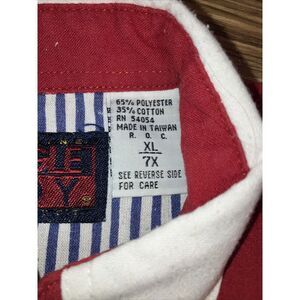 65% POLYESTER
35% COTTON
RN 54054
MADE IN TAIWAN
R. O. C.
XL
7X
SEE REVERSE SIDE
FOR CARE